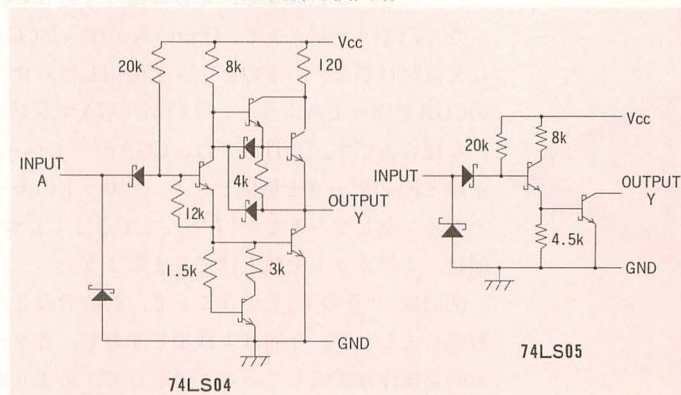 Vcc
20k
8k
120
INPUT
A
4k
12k
OUTPUT
Y
1.5k
3k
GND
74LS04
Vcc
20k
8k
INPUT
OUTPUT
Y
4.5k
GND
74LS05